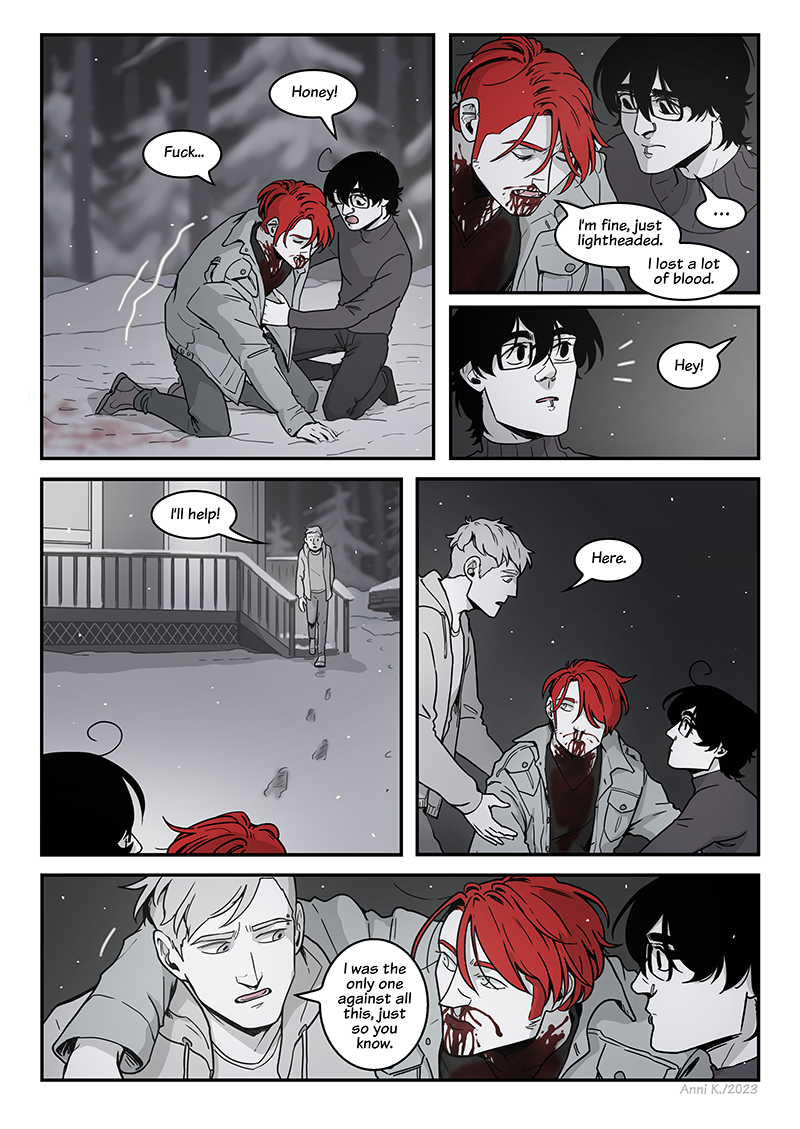 Honey!
Fuck...
I'm fine, just
lightheaded.
...
I lost a lot
of blood.
Hey!
I'll help!
Here.
I was the
only one
against all
this, just
so you
know.
Anni K./2023